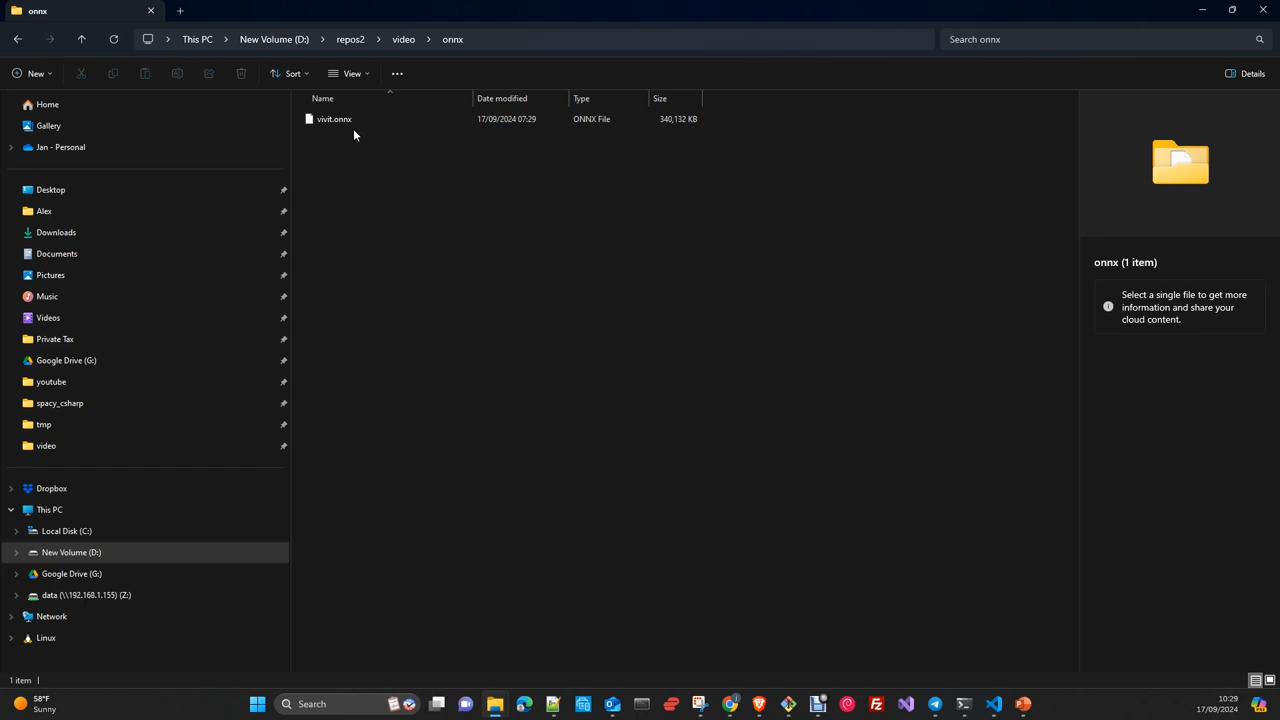 onnx
This PC New Volume (D:) repos2 video onnx
Search onnx
New Sort View Details
Name Date modified Type Size
vivit.onnx 17/09/2024 07:29 ONNX File 340,132 KB
Home
Gallery
Jan - Personal
Desktop
Alex
Downloads
Documents
Pictures
Music
Videos
Private Tax
Google Drive (G:)
youtube
spacy_csharp
tmp
video
Dropbox
This PC
Local Disk (C:)
New Volume (D:)
Google Drive (G:)
data (\\192.168.1.155) (Z:)
Network
Linux
onnx (1 item)
Select a single file to get more
information and share your
cloud content.
1 item
58°F
Sunny
Search
10:29
17/09/2024